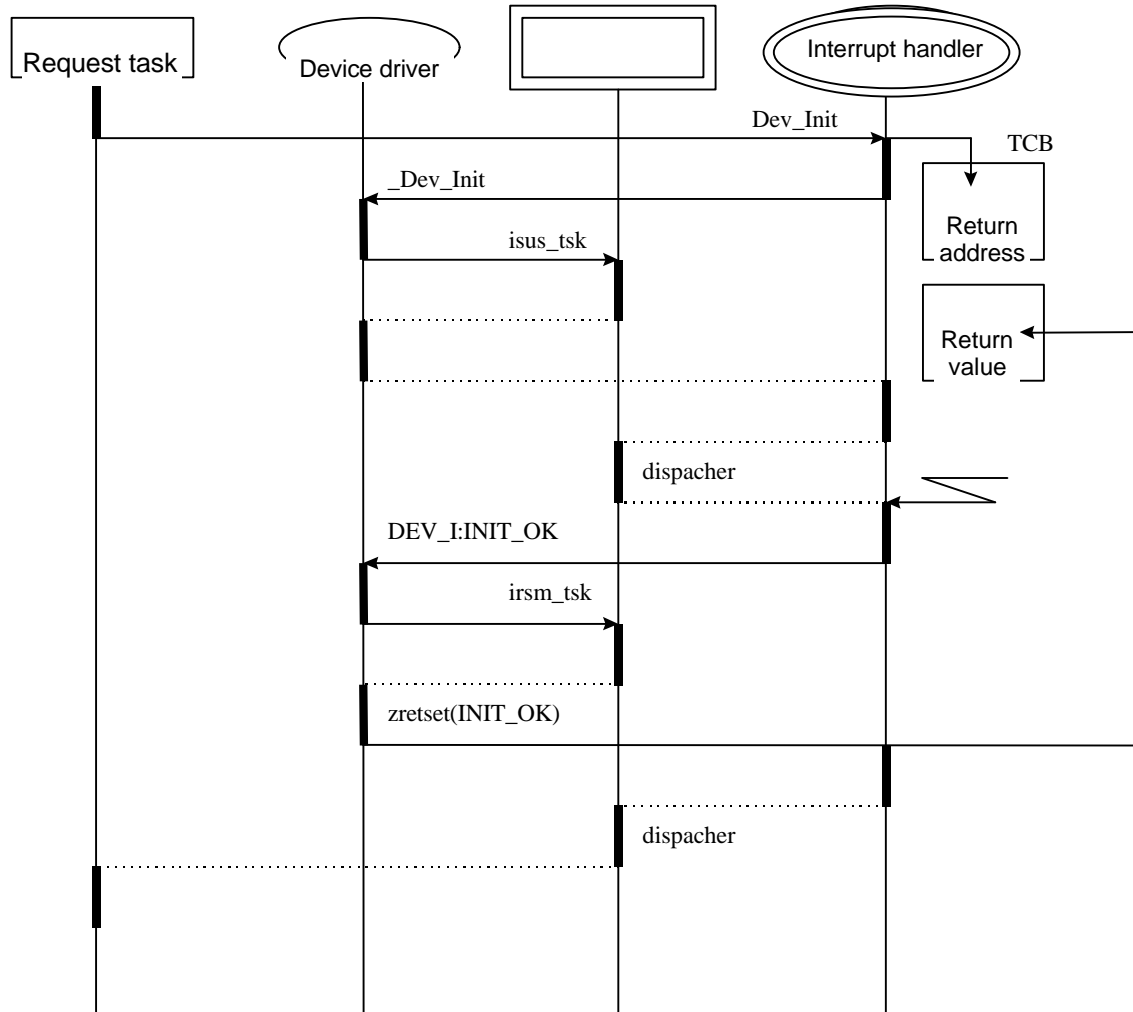 Request task
Device driver
Interrupt handler
Dev_Init
TCB
_Dev_Init
Return
address
isus_tsk
Return
value
dispacher
DEV_I:INIT_OK
irsm_tsk
zretset(INIT_OK)
dispacher